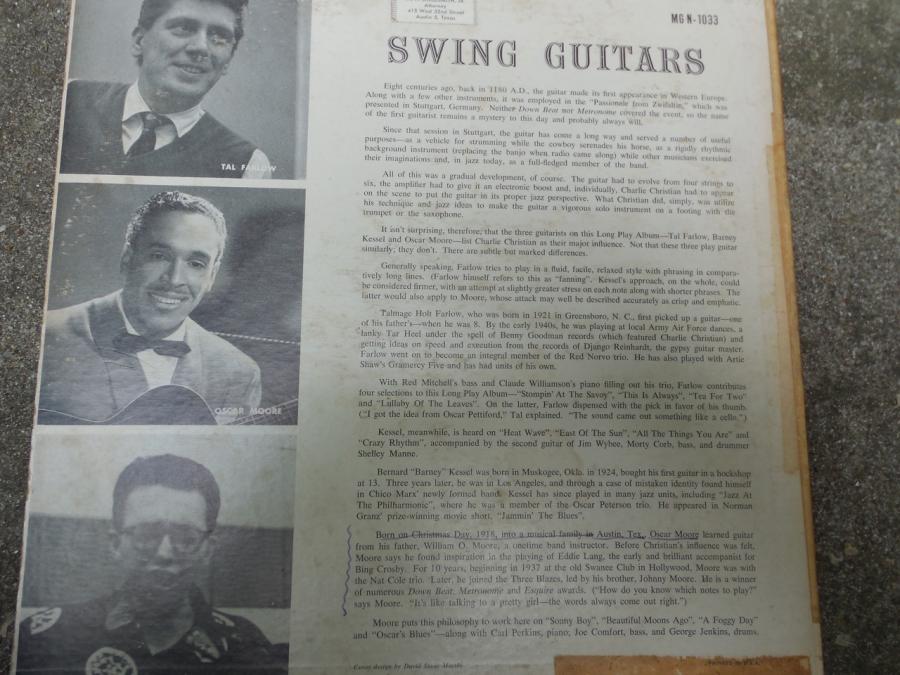 Attorney
415 West 32nd Street
Austin 5, Texas
MG N-1033
SWING GUITARS
Eight centuries ago, back in 1180 A.D., the guitar made its first appearance in Western Europe.
Along with a few other instruments, it was employed in the "Passionale from Zwifaltin," which was
presented in Stuttgart, Germany. Neither Down Beat nor Metronome covered the event, so the name
of the first guitarist remains a mystery to this day and probably always will.
Since that session in Stuttgart, the guitar has come a long way and served a number of useful
purposes—as a vehicle for strumming while the cowboy serenades his horse, as a rigidly rhythmic
background instrument (replacing the banjo when radio came along) while other musicians exercised
their imaginations and, in jazz today, as a full-fledged member of the band.
All of this was a gradual development, of course. The guitar had to evolve from four strings to
six, the amplifier had to give it an electronic boost and, individually, Charlie Christian had to appear
on the scene to put the guitar in its proper jazz perspective. What Christian did, simply, was utilize
his technique and jazz ideas to make the guitar a vigorous solo instrument on a footing with the
trumpet or the saxophone.
It isn't surprising, therefore, that the three guitarists on this Long Play Album—Tal Farlow, Barney
Kessel and Oscar Moore—list Charlie Christian as their major influence. Not that these three play guitar
similarly; they don't. There are subtle but marked differences.
Generally speaking, Farlow tries to play in a fluid, facile, relaxed style with phrasing in compara-
tively long lines. (Farlow himself refers to this as "fanning". Kessel's approach, on the whole, could
be considered firmer, with an attempt at slightly greater stress on each note along with shorter phrases. The
latter would also apply to Moore, whose attack may well be described accurately as crisp and emphatic.
Talmage Holt Farlow, who was born in 1921 in Greensboro, N. C., first picked up a guitar—one
of his father's—when he was 8. By the early 1940s, he was playing at local Army Air Force dances, a
lanky Tar Heel under the spell of Benny Goodman records (which featured Charlie Christian) and
getting ideas on speed and execution from the records of Django Reinhardt, the gypsy guitar master.
Farlow went on to become an integral member of the Red Norvo trio. He has also played with Artie
Shaw's Gramercy Five and has had units of his own.
With Red Mitchell's bass and Claude Williamson's piano filling out his trio, Farlow contributes
four selections to this Long Play Album—"Stompin' At The Savoy", "This Is Always", "Tea For Two"
and "Lullaby Of The Leaves". On the latter, Farlow dispensed with the pick in favor of his thumb.
("I got the idea from Oscar Pettiford," Tal explained. "The sound came out something like a cello.")
Kessel, meanwhile, is heard on "Heat Wave", "East Of The Sun", "All The Things You Are" and
"Crazy Rhythm", accompanied by the second guitar of Jim Wybee, Morty Corb, bass, and drummer
Shelley Manne.
Bernard "Barney" Kessel was born in Muskogee, Okla. in 1924, bought his first guitar in a hockshop
at 13. Three years later, he was in Los Angeles, and through a case of mistaken identity found himself
in Chico Marx' newly formed band. Kessel has since played in many jazz units, including "Jazz At
The Philharmonic", where he was a member of the Oscar Peterson trio. He appeared in Norman
Granz' prize-winning movie short, "Jammin' The Blues".
Born on Christmas Day, 1918, into a musical family in Austin, Tex., Oscar Moore learned guitar
from his father, William O. Moore, a onetime band instructor. Before Christian's influence was felt,
Moore says he found inspiration in the playing of Eddie Lang, the early and brilliant accompanist for
Bing Crosby. For 10 years, beginning in 1937 at the old Swanee Club in Hollywood, Moore was with
the Nat Cole trio. Later, he joined the Three Blazes, led by his brother, Johnny Moore. He is a winner
of numerous Down Beat, Metronome and Esquire awards. ("How do you know which notes to play?"
says Moore. "It's like talking to a pretty girl—the words always come out right.")
Moore puts this philosophy to work here on "Sonny Boy", "Beautiful Moons Ago", "A Foggy Day"
and "Oscar's Blues"—along with Carl Perkins, piano; Joe Comfort, bass, and George Jenkins, drums.
Cover design by David Stone Martin
TAL FARLOW
OSCAR MOORE